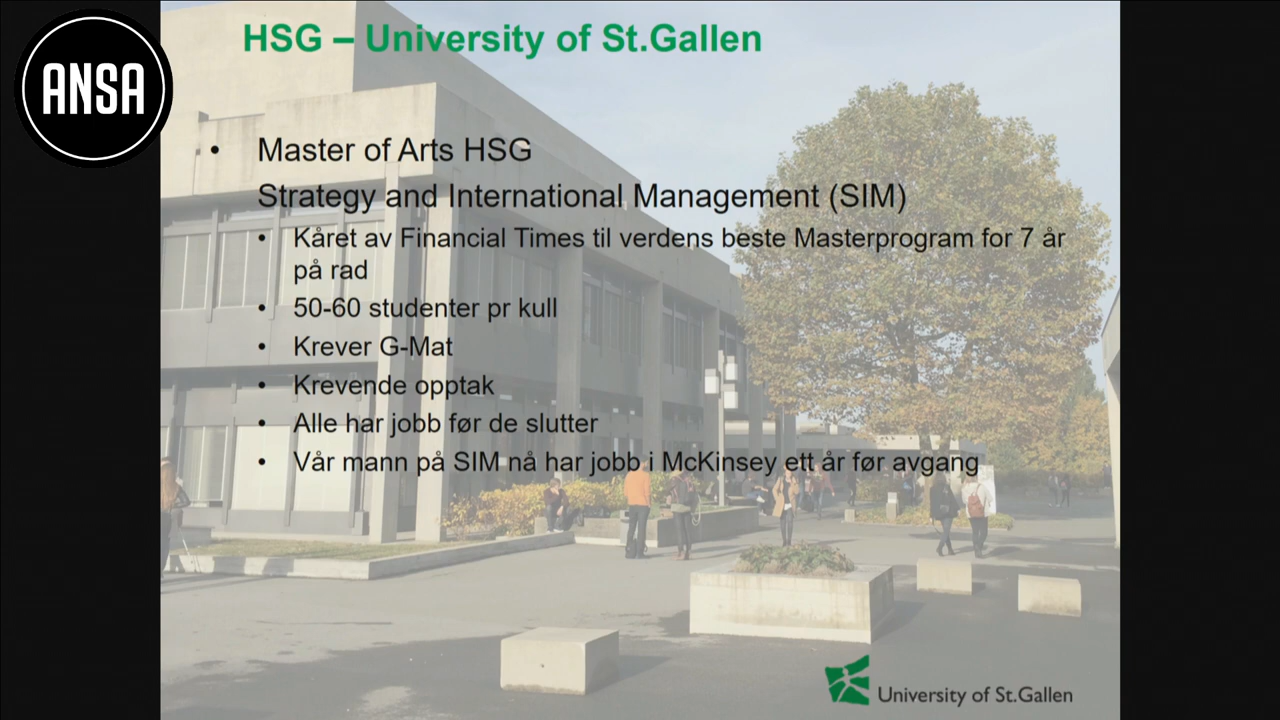 ANSA
HSG – University of St.Gallen
• Master of Arts HSG
Strategy and International Management (SIM)
• Kåret av Financial Times til verdens beste Masterprogram for 7 år
på rad
• 50-60 studenter pr kull
• Krever G-Mat
• Krevende opptak
• Alle har jobb før de slutter
• Vår mann på SIM nå har jobb i McKinsey ett år før avgang
University of St.Gallen